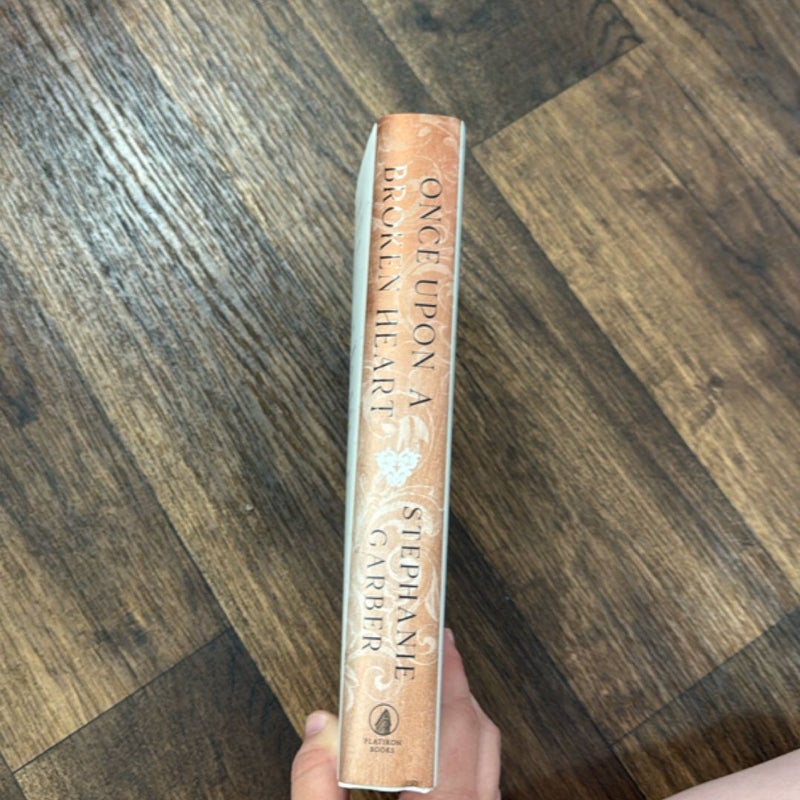 ONCE UPON A
BROKEN HEART
STEPHANIE
GARBER
FLATIRON
BOOKS